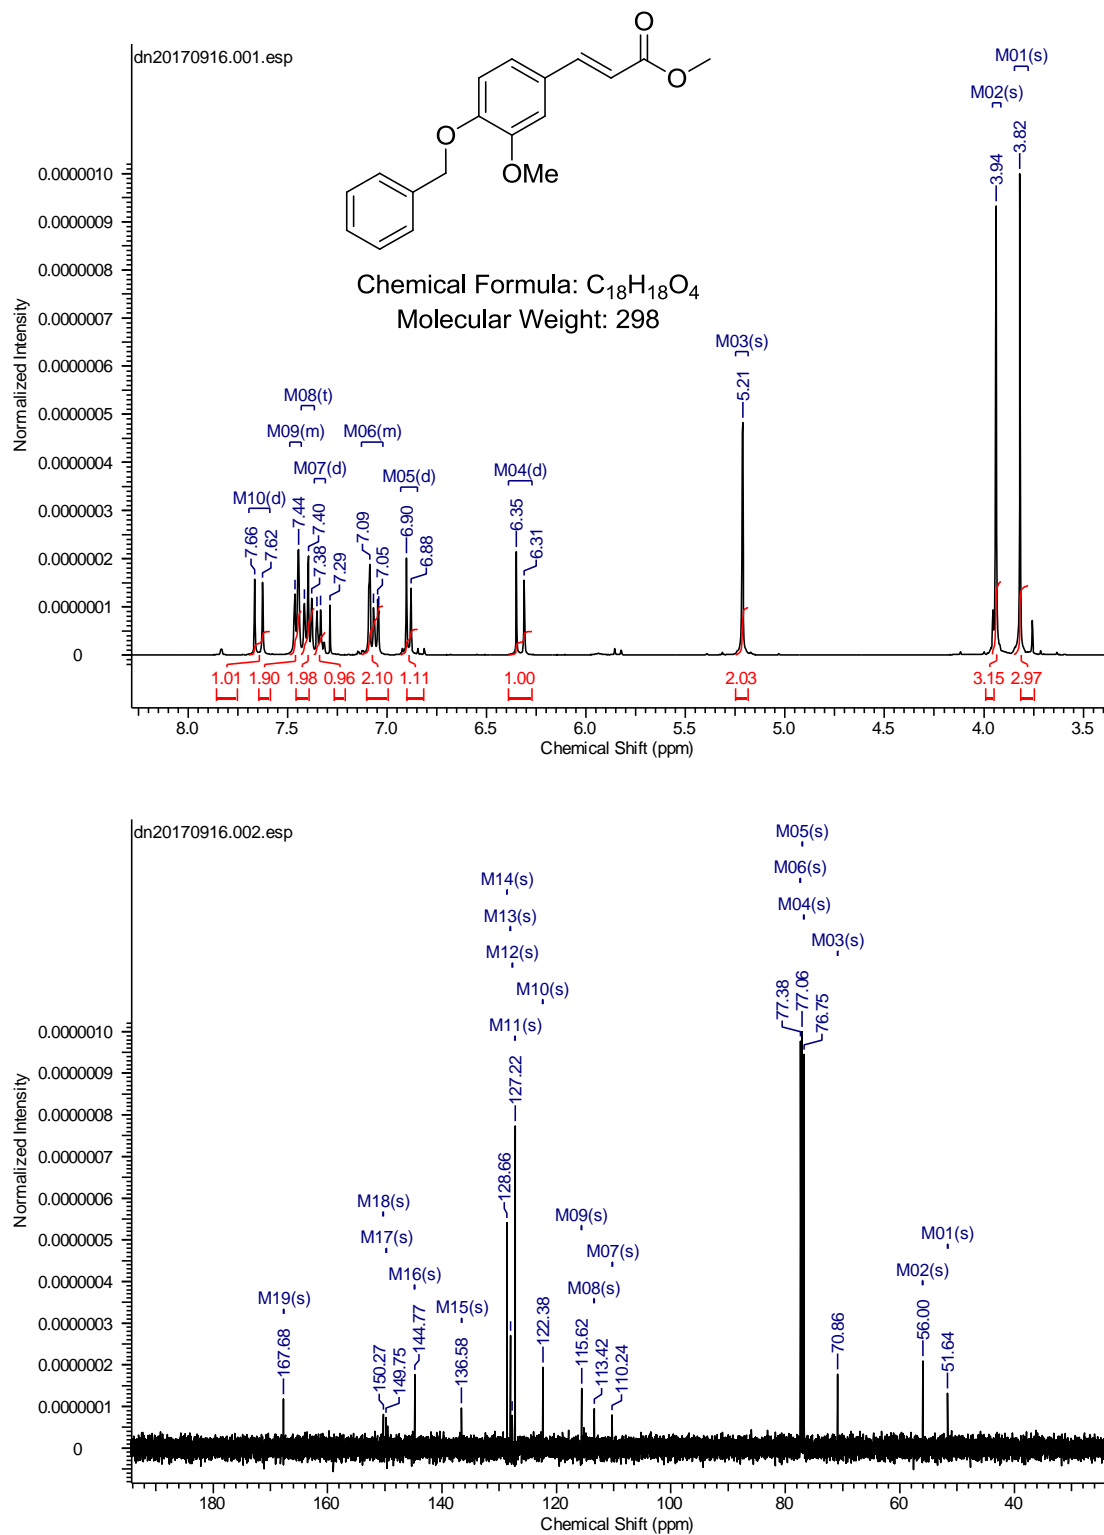 dn20170916.001.esp
O
O
O
OMe
Chemical Formula: C18H18O4
Molecular Weight: 298
M01(s)
M02(s)
3.82
3.94
M03(s)
5.21
M08(t)
M09(m)
M06(m)
M07(d)
M05(d)
M04(d)
M10(d)
7.66
7.62
7.44
7.40
7.38
7.29
7.09
7.05
6.90
6.88
6.35
6.31
Normalized Intensity
0.0000010
0.0000009
0.0000008
0.0000007
0.0000006
0.0000005
0.0000004
0.0000003
0.0000002
0.0000001
0
1.01 1.90 1.98 0.96 2.10 1.11 1.00 2.03 3.15 2.97
8.0 7.5 7.0 6.5 6.0 5.5 5.0 4.5 4.0 3.5
Chemical Shift (ppm)
dn20170916.002.esp
M05(s)
M14(s)
M06(s)
M13(s)
M04(s)
M12(s)
M03(s)
M10(s)
M11(s)
77.38
77.06
76.75
127.22
128.66
M18(s)
M09(s)
M17(s)
M07(s)
M01(s)
M16(s)
M08(s)
M02(s)
M19(s)
M15(s)
167.68
150.27
149.75
144.77
136.58
122.38
115.62
113.42
110.24
70.86
56.00
51.64
Normalized Intensity
0.0000010
0.0000009
0.0000008
0.0000007
0.0000006
0.0000005
0.0000004
0.0000003
0.0000002
0.0000001
0
180 160 140 120 100 80 60 40
Chemical Shift (ppm)